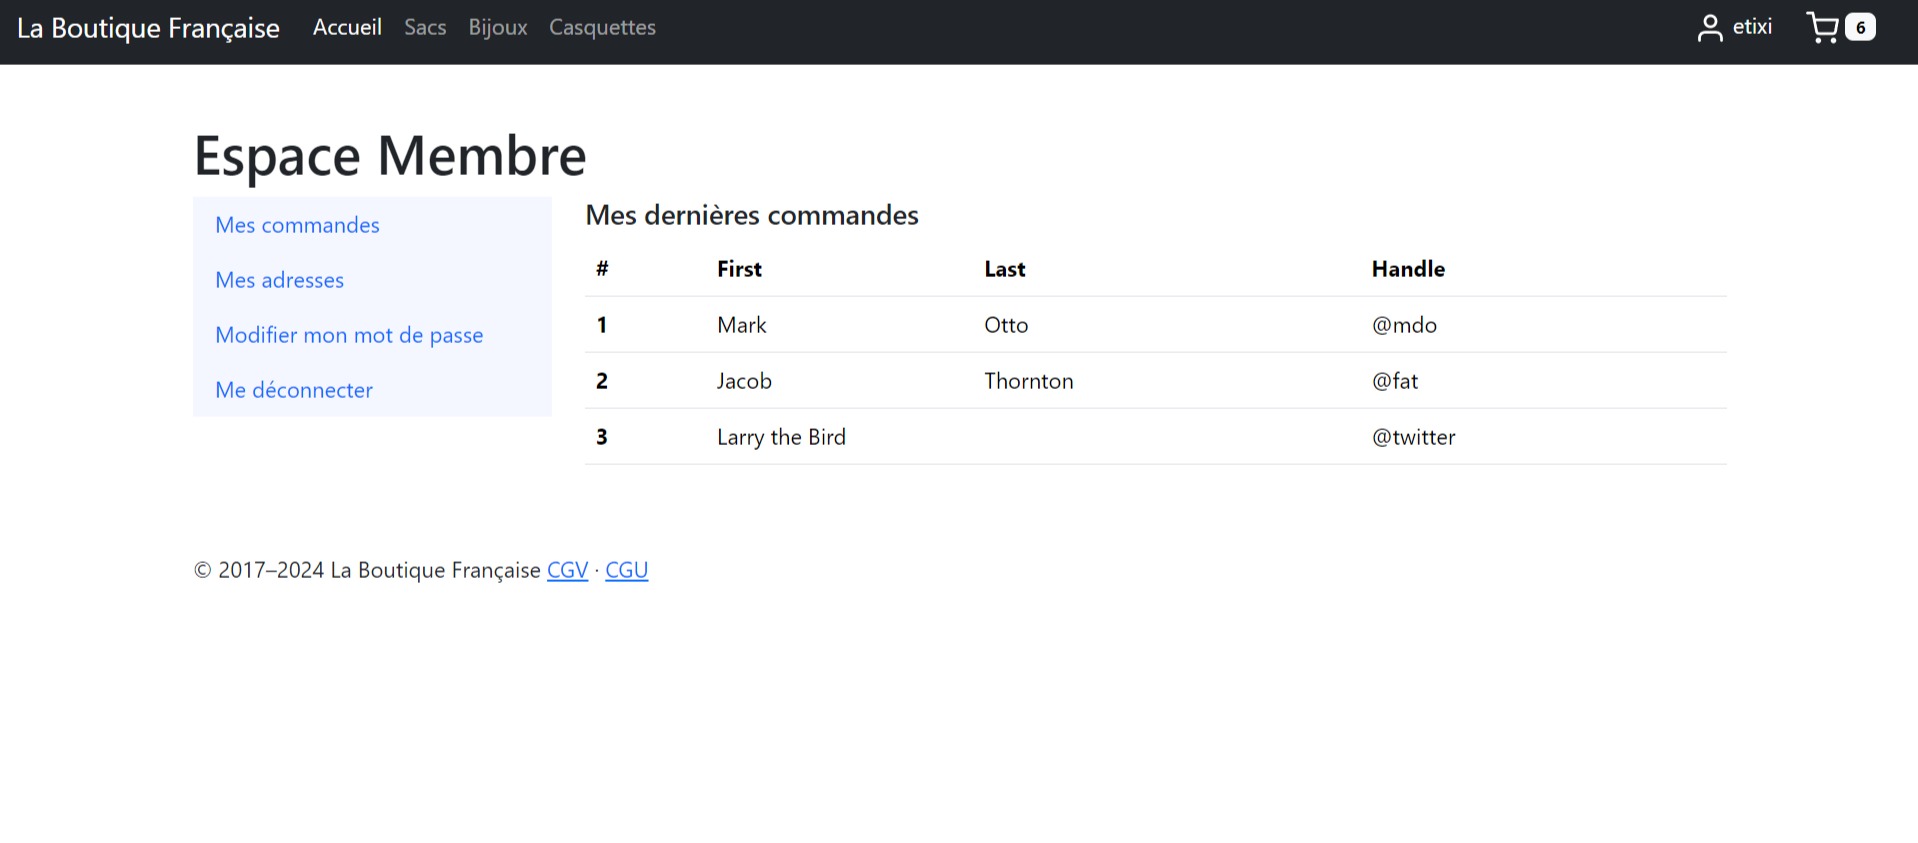 La Boutique Française Accueil Sacs Bijoux Casquettes etixi 6
Espace Membre
Mes commandes
Mes adresses
Modifier mon mot de passe
Me déconnecter
Mes dernières commandes
# First Last Handle
1 Mark Otto @mdo
2 Jacob Thornton @fat
3 Larry the Bird @twitter
© 2017–2024 La Boutique Française CGV · CGU